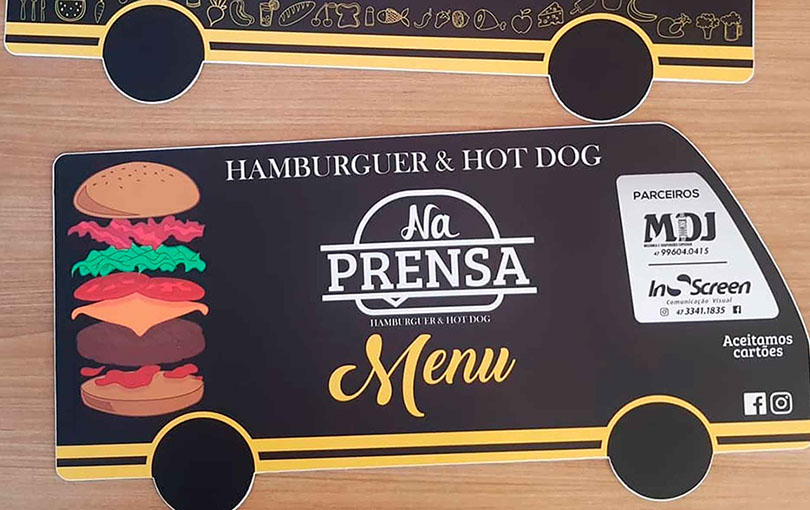 HAMBURGUER & HOT DOG
Na
PRENSA
HAMBURGUER & HOT DOG
Menu
PARCEIROS
MDJ
47 99604.0415
InScreen
Comunicação Visual
47 3341.1835
Aceitamos
cartões